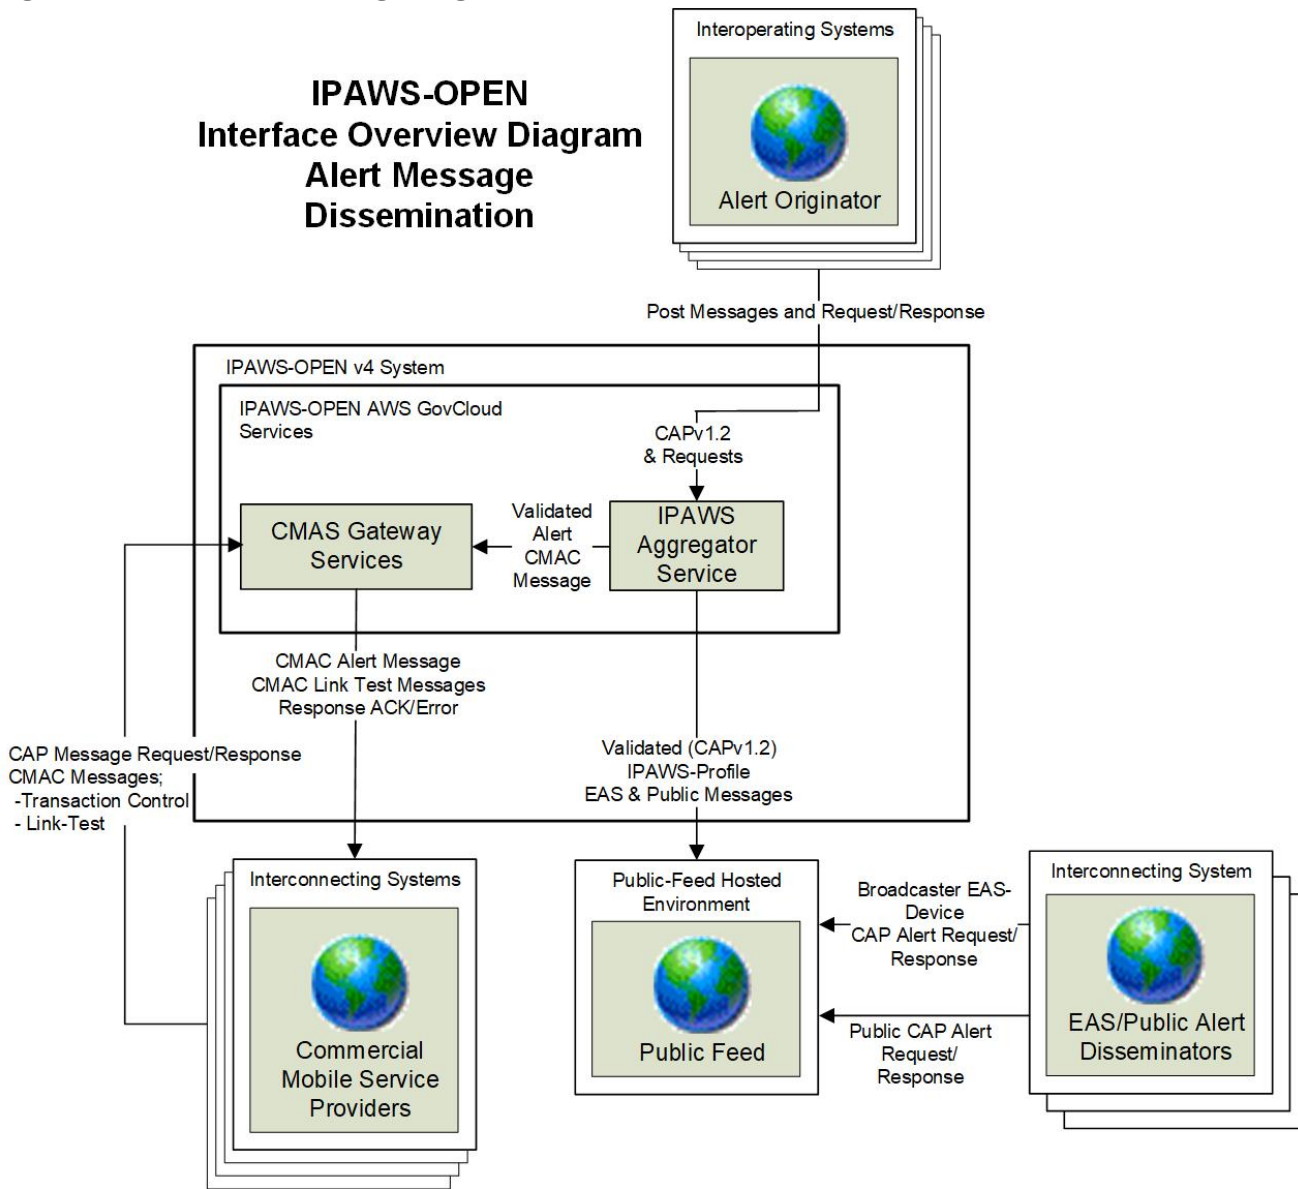 Interoperating Systems
Alert Originator
IPAWS-OPEN
Interface Overview Diagram
Alert Message
Dissemination
Post Messages and Request/Response
IPAWS-OPEN v4 System
IPAWS-OPEN AWS GovCloud
Services
CAPv1.2
& Requests
CMAS Gateway
Services
Validated
Alert
CMAC
Message
IPAWS
Aggregator
Service
CMAC Alert Message
CMAC Link Test Messages
Response ACK/Error
CAP Message Request/Response
CMAC Messages;
-Transaction Control
- Link-Test
Validated (CAPv1.2)
IPAWS-Profile
EAS & Public Messages
Interconnecting Systems
Commercial
Mobile Service
Providers
Public-Feed Hosted
Environment
Public Feed
Broadcaster EAS-
Device
CAP Alert Request/
Response
Public CAP Alert
Request/
Response
Interconnecting System
EAS/Public Alert
Disseminators